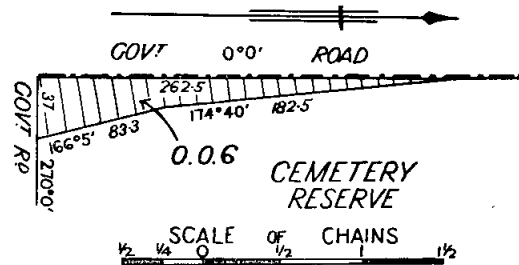 GOVT 0°0' ROAD
262·5
GOVT RD
37
166°5' 83·3 174°40' 182·5
270°0'
0.0.6
CEMETERY
RESERVE
SCALE OF CHAINS
½ ¼ 0 ½ 1 1½